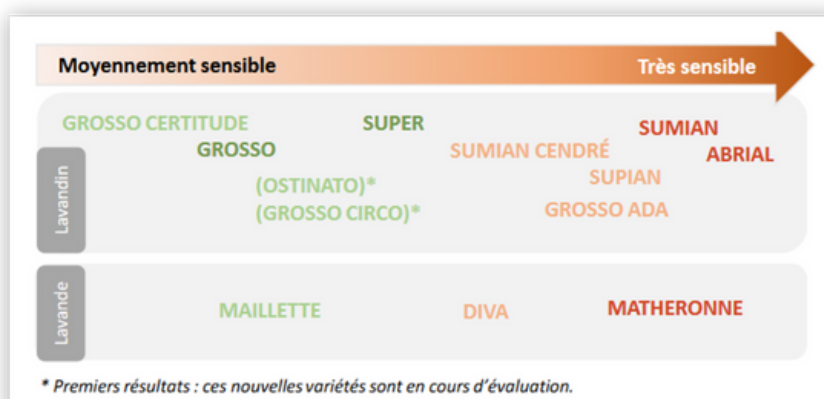 Moyennement sensible Très sensible
Lavandin
GROSSO CERTITUDE SUPER SUMIAN
GROSSO SUMIAN CENDRÉ ABRIAL
(OSTINATO)* SUPIAN
(GROSSO CIRCO)* GROSSO ADA
Lavande
MAILLETTE DIVA MATHERONNE
* Premiers résultats : ces nouvelles variétés sont en cours d'évaluation.